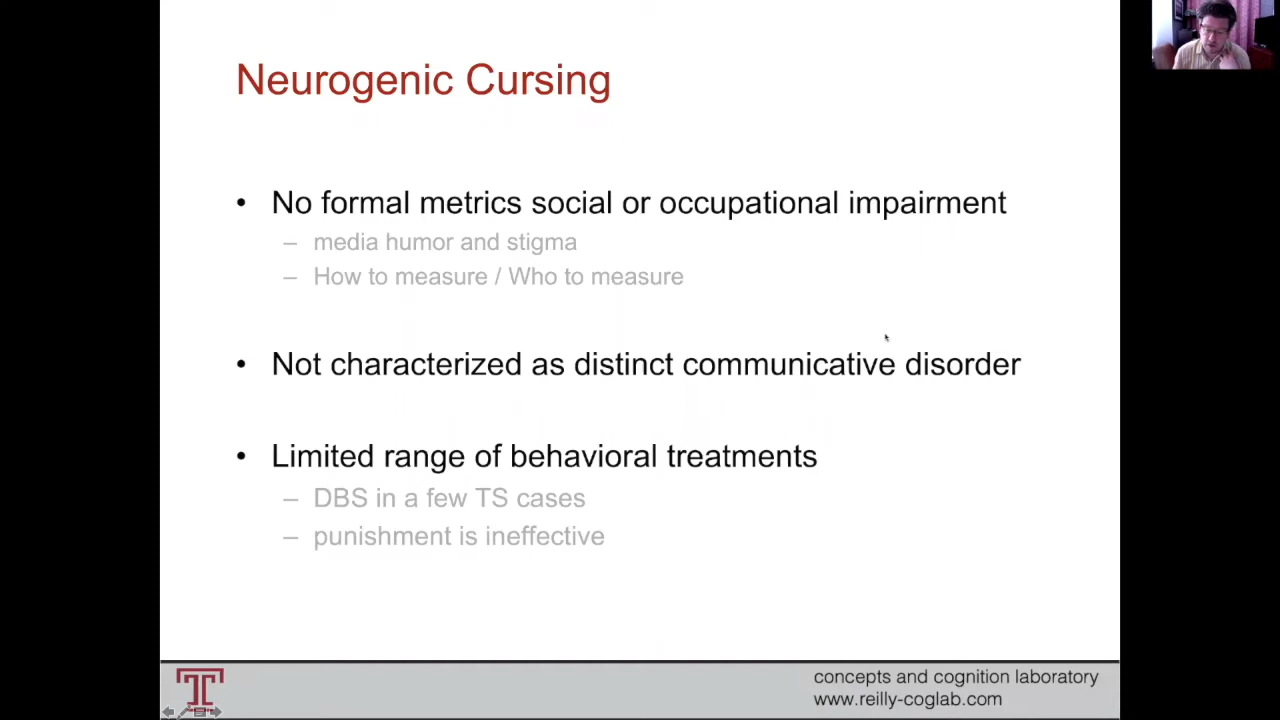 Neurogenic Cursing
• No formal metrics social or occupational impairment
– media humor and stigma
– How to measure / Who to measure
• Not characterized as distinct communicative disorder
• Limited range of behavioral treatments
– DBS in a few TS cases
– punishment is ineffective
concepts and cognition laboratory
www.reilly-coglab.com